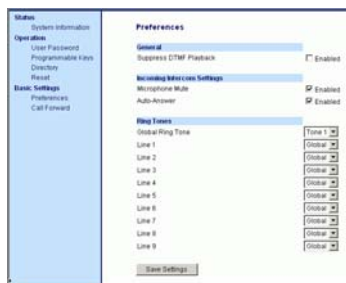 Status
System Information
Operation
User Password
Programmable Keys
Directory
Reset
Basic Settings
Preferences
Call Forward
Preferences
General
Suppress DTMF Playback
Enabled
Incoming Intercom Settings
Microphone Mute
Enabled
Auto-Answer
Enabled
Ring Tones
Global Ring Tone
Tone 1
Line 1
Global
Line 2
Global
Line 3
Global
Line 4
Global
Line 5
Global
Line 6
Global
Line 7
Global
Line 8
Global
Line 9
Global
Save Settings